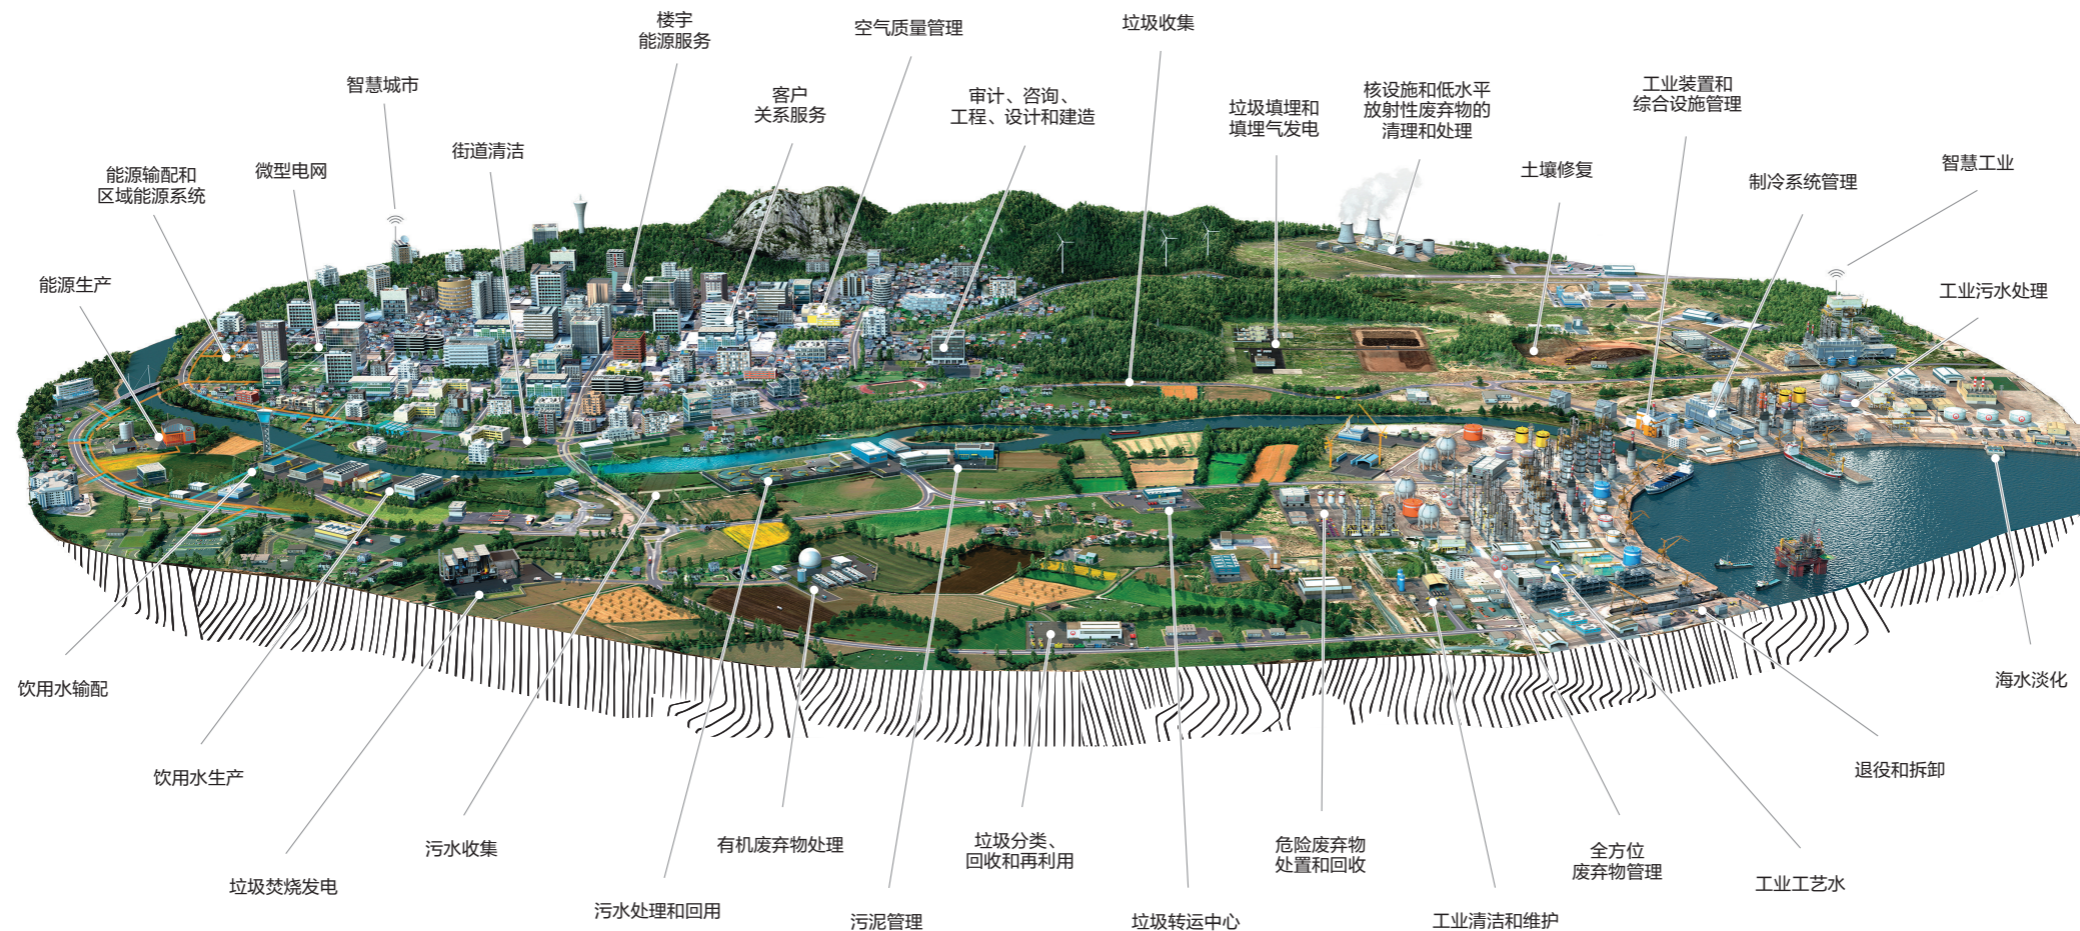 楼宇
能源服务
空气质量管理
垃圾收集
智慧城市
客户
关系服务
审计、咨询、
工程、设计和建造
垃圾填埋和
填埋气发电
核设施和低水平
放射性废弃物的
清理和处理
工业装置和
综合设施管理
能源输配和
区域能源系统
微型电网
街道清洁
土壤修复
制冷系统管理
智慧工业
能源生产
工业污水处理
饮用水输配
海水淡化
饮用水生产
退役和拆卸
垃圾焚烧发电
污水收集
污水处理和回用
有机废弃物处理
污泥管理
垃圾分类、
回收和再利用
垃圾转运中心
危险废弃物
处置和回收
工业清洁和维护
全方位
废弃物管理
工业工艺水